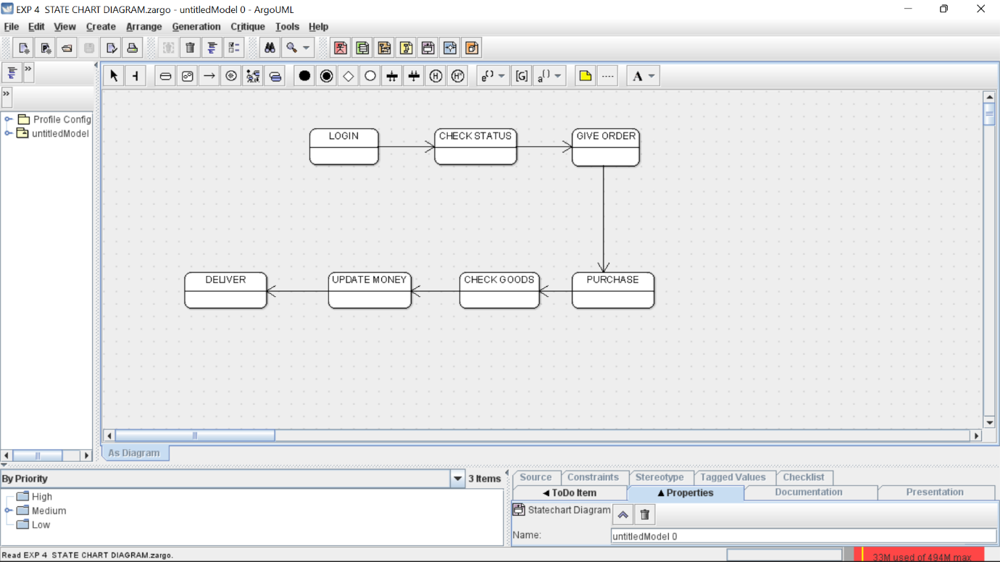 EXP 4 STATE CHART DIAGRAM.zargo - untitledModel 0 - ArgoUML
File Edit View Create Arrange Generation Critique Tools Help
»
H H*
e() [G] a() A
»
Profile Config
untitledModel
LOGIN CHECK STATUS GIVE ORDER
DELIVER UPDATE MONEY CHECK GOODS PURCHASE
As Diagram
By Priority 3 Items
High
Medium
Low
Source Constraints Stereotype Tagged Values Checklist
ToDo Item Properties Documentation Presentation
Statechart Diagram
Name: untitledModel 0
Read EXP 4 STATE CHART DIAGRAM.zargo. 33M used of 494M max